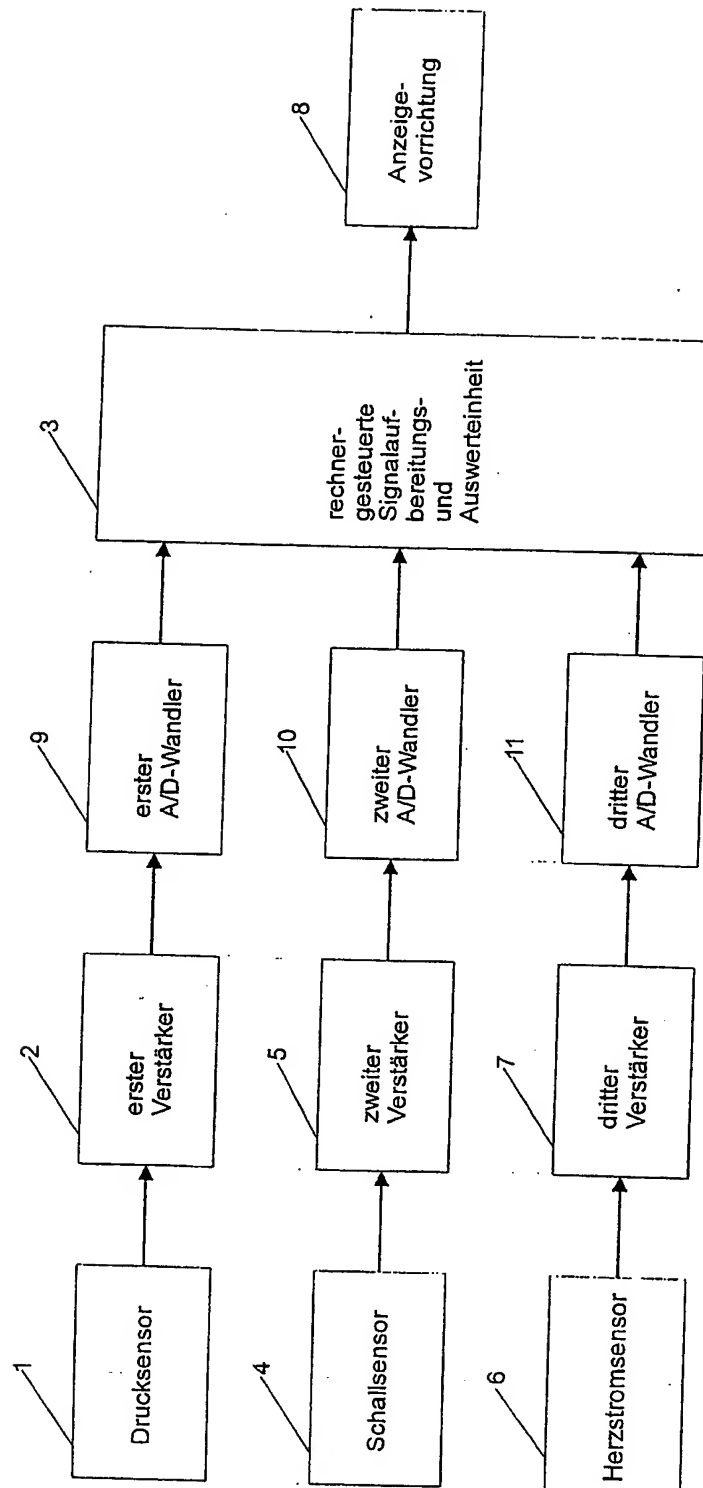 1
Drucksensor
2
erster
Verstärker
9
erster
A/D-Wandler
3
rechner-
gesteuerte
Signalauf-
bereitungs-
und
Auswerteinheit
8
Anzeige-
vorrichtung
4
Schallsensor
5
zweiter
Verstärker
10
zweiter
A/D-Wandler
6
Herzstromsensor
7
dritter
Verstärker
11
dritter
A/D-Wandler